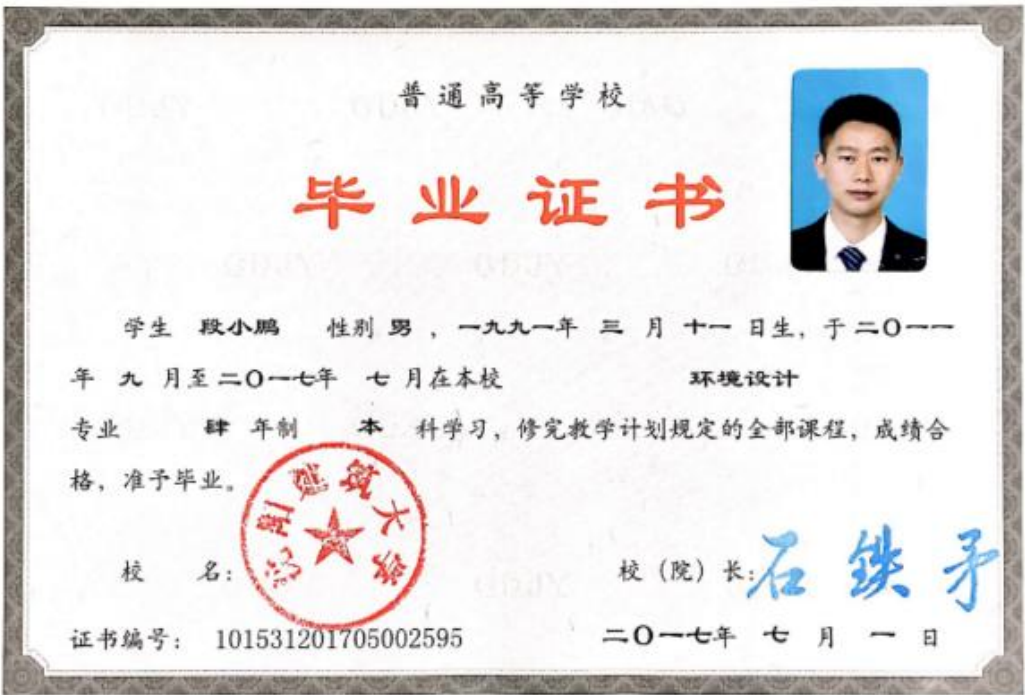 普通高等学校
毕业证书
学生 段小鹏 性别 男 ，一九九一年 三 月 十一 日生，于二〇一一
年 九 月至二〇一七年 七 月在本校 环境设计
专业 肆 年制 本 科学习，修完教学计划规定的全部课程，成绩合
格，准予毕业。
校 名： 校（院）长：石铁矛
证书编号： 101531201705002595 二〇一七年 七 月 一 日